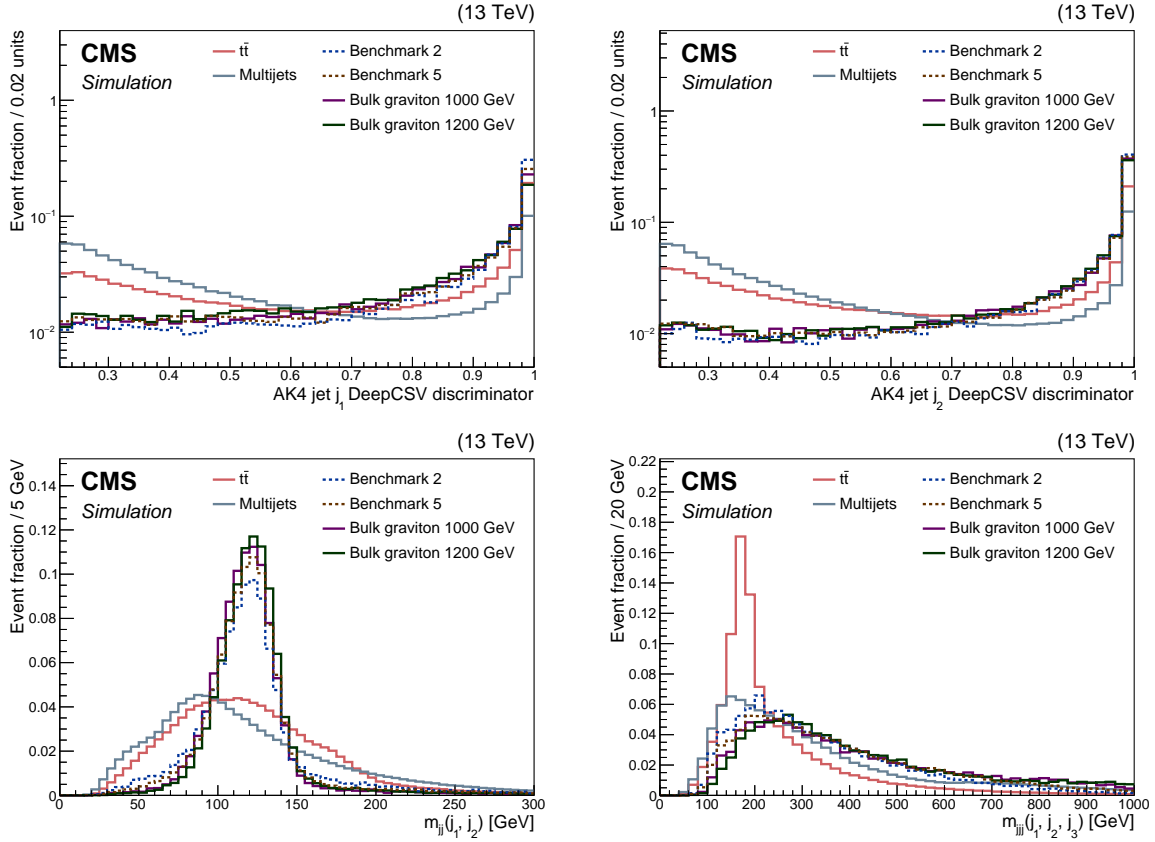 (13 TeV)
CMS
Simulation
tt̄
Multijets
Benchmark 2
Benchmark 5
Bulk graviton 1000 GeV
Bulk graviton 1200 GeV
Event fraction / 0.02 units
1
10⁻¹
10⁻²
0.3 0.4 0.5 0.6 0.7 0.8 0.9 1
AK4 jet j₁ DeepCSV discriminator
(13 TeV)
CMS
Simulation
tt̄
Multijets
Benchmark 2
Benchmark 5
Bulk graviton 1000 GeV
Bulk graviton 1200 GeV
Event fraction / 0.02 units
1
10⁻¹
10⁻²
0.3 0.4 0.5 0.6 0.7 0.8 0.9 1
AK4 jet j₂ DeepCSV discriminator
(13 TeV)
CMS
Simulation
tt̄
Multijets
Benchmark 2
Benchmark 5
Bulk graviton 1000 GeV
Bulk graviton 1200 GeV
Event fraction / 5 GeV
0.14
0.12
0.1
0.08
0.06
0.04
0.02
0
0 50 100 150 200 250 300
m_jj(j₁, j₂) [GeV]
(13 TeV)
CMS
Simulation
tt̄
Multijets
Benchmark 2
Benchmark 5
Bulk graviton 1000 GeV
Bulk graviton 1200 GeV
Event fraction / 20 GeV
0.22
0.2
0.18
0.16
0.14
0.12
0.1
0.08
0.06
0.04
0.02
0
100 200 300 400 500 600 700 800 900 1000
m_jjj(j₁, j₂, j₃) [GeV]